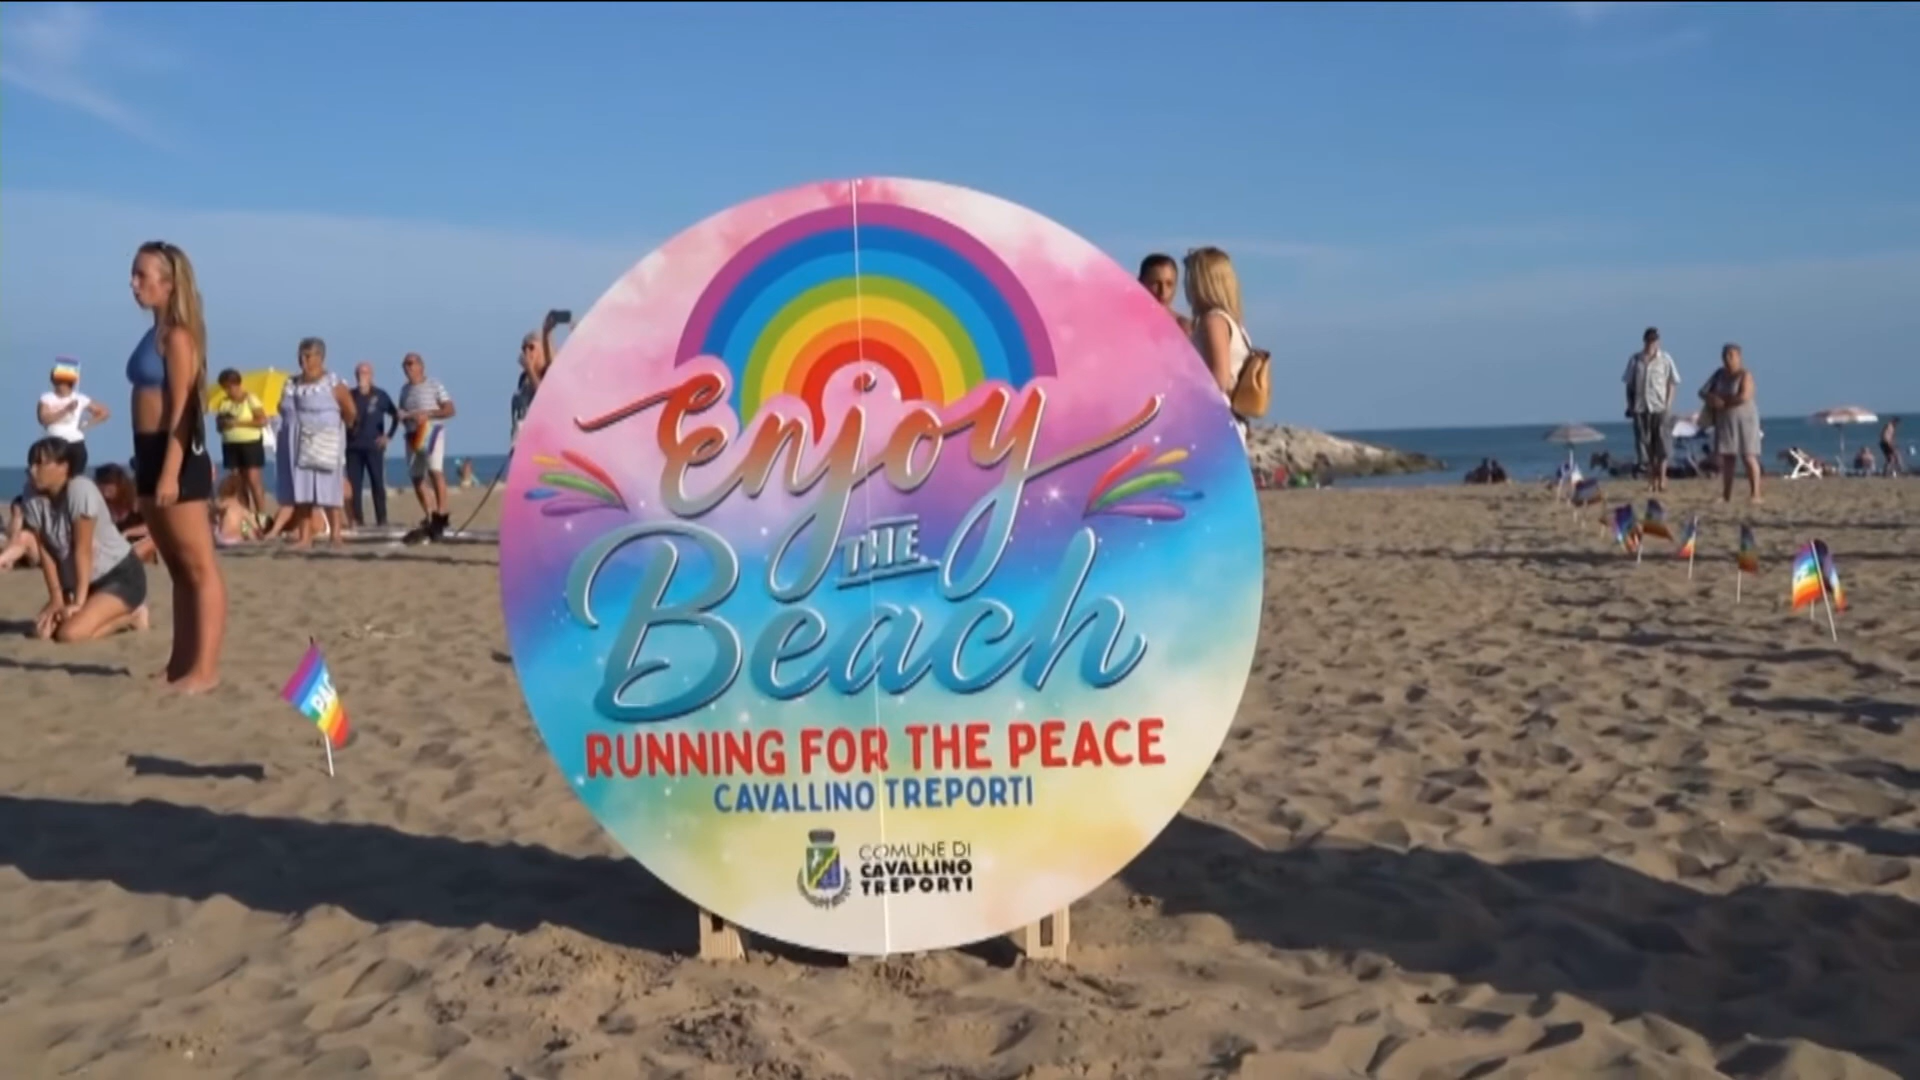 Enjoy
THE
Beach
RUNNING FOR THE PEACE
CAVALLINO TREPORTI
COMUNE DI
CAVALLINO
TREPORTI